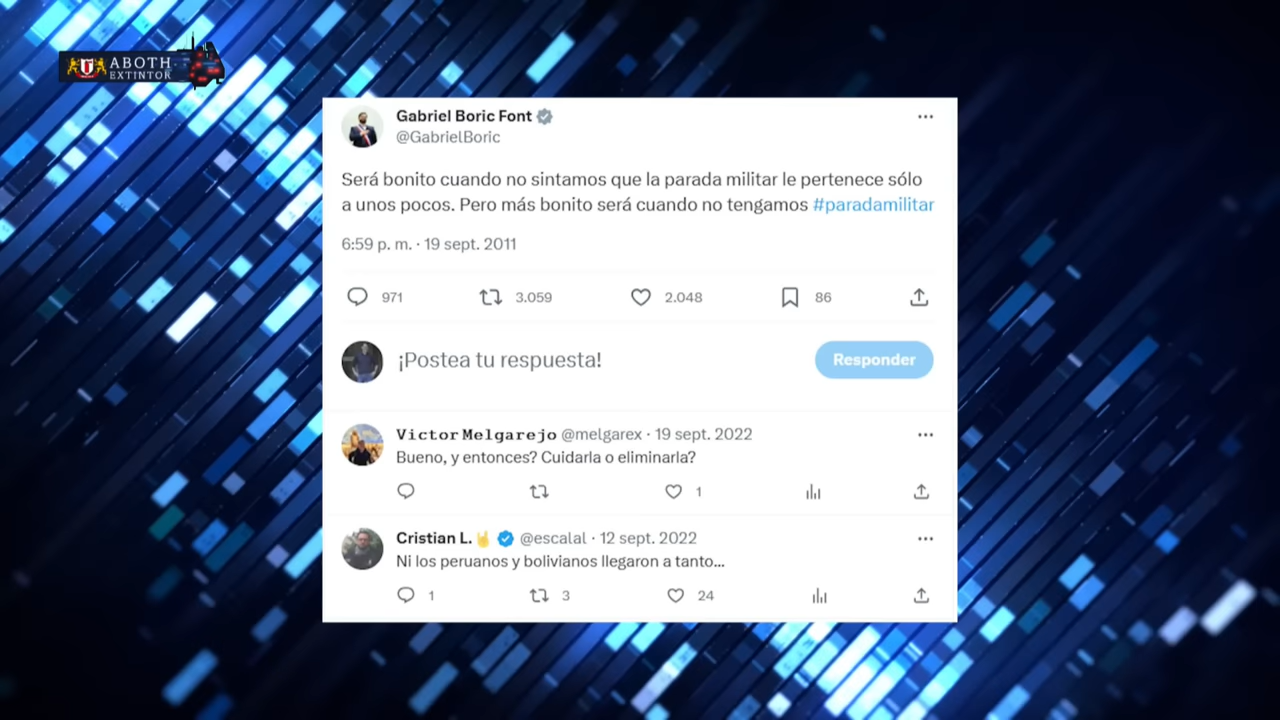 ABOTH
EXTINTOR
Gabriel Boric Font
@GabrielBoric
Será bonito cuando no sintamos que la parada militar le pertenece sólo
a unos pocos. Pero más bonito será cuando no tengamos #paradamilitar
6:59 p. m. · 19 sept. 2011
971 3.059 2.048 86
¡Postea tu respuesta! Responder
Victor Melgarejo @melgarex · 19 sept. 2022
Bueno, y entonces? Cuidarla o eliminarla?
1
Cristian L.🤘 @escalal · 12 sept. 2022
Ni los peruanos y bolivianos llegaron a tanto...
1 3 24